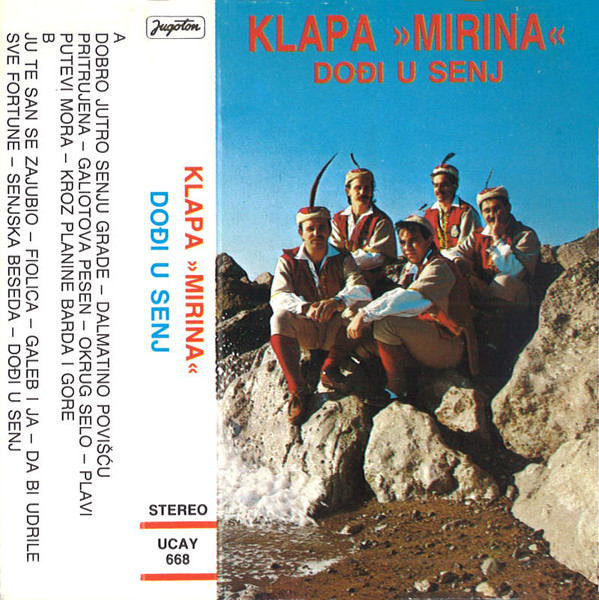 A
DOBRO JUTRO SENJU GRADE – DALMATINO POVIŠĆU
PRITRUJENA – GALIOTOVA PESEN – OKRUG SELO – PLAVI
PUTEVI MORA – KROZ PLANINE BARDA I GORE
B
JU TE SAN SE ZAJUBIO – FIOLICA – GALEB I JA – DA BI UDRILE
SVE FORTUNE – SENJSKA BESEDA – DOĐI U SENJ
Jugoton
KLAPA »MIRINA«
DOĐI U SENJ
STEREO
UCAY
668
KLAPA »MIRINA«
DOĐI U SENJ